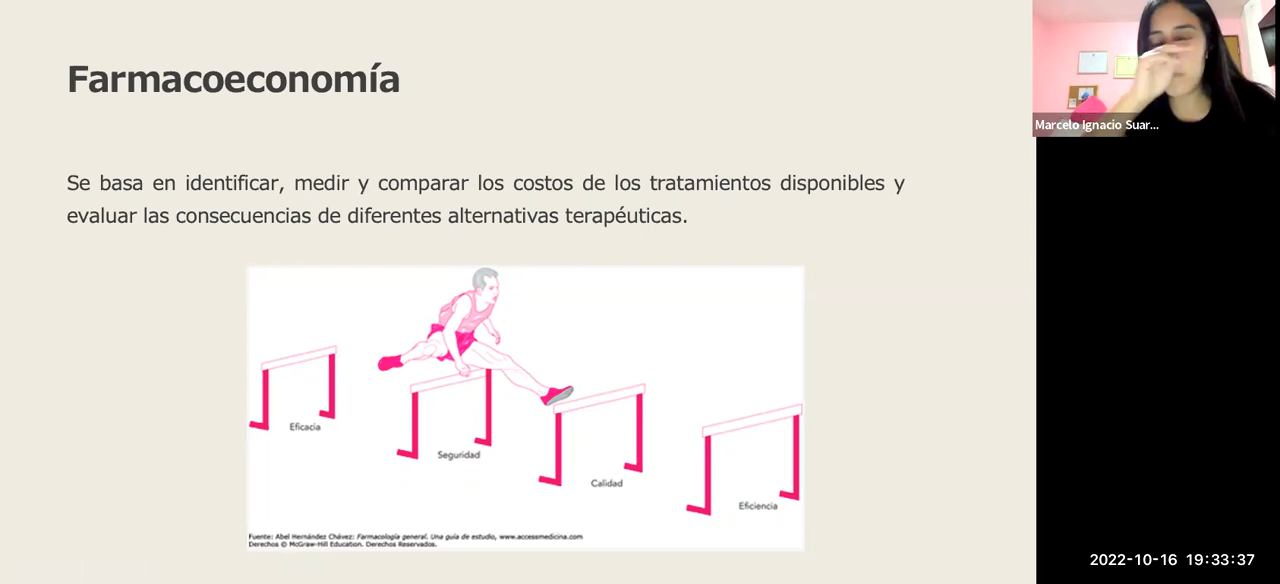 Farmacoeconomía
Se basa en identificar, medir y comparar los costos de los tratamientos disponibles y
evaluar las consecuencias de diferentes alternativas terapéuticas.
Eficacia
Seguridad
Calidad
Eficiencia
Fuente: Abel Hernández Chávez: Farmacología general. Una guía de estudio, www.accessmedicina.com
Derechos © McGraw-Hill Education. Derechos Reservados.
Marcelo Ignacio Suar...
2022-10-16 19:33:37